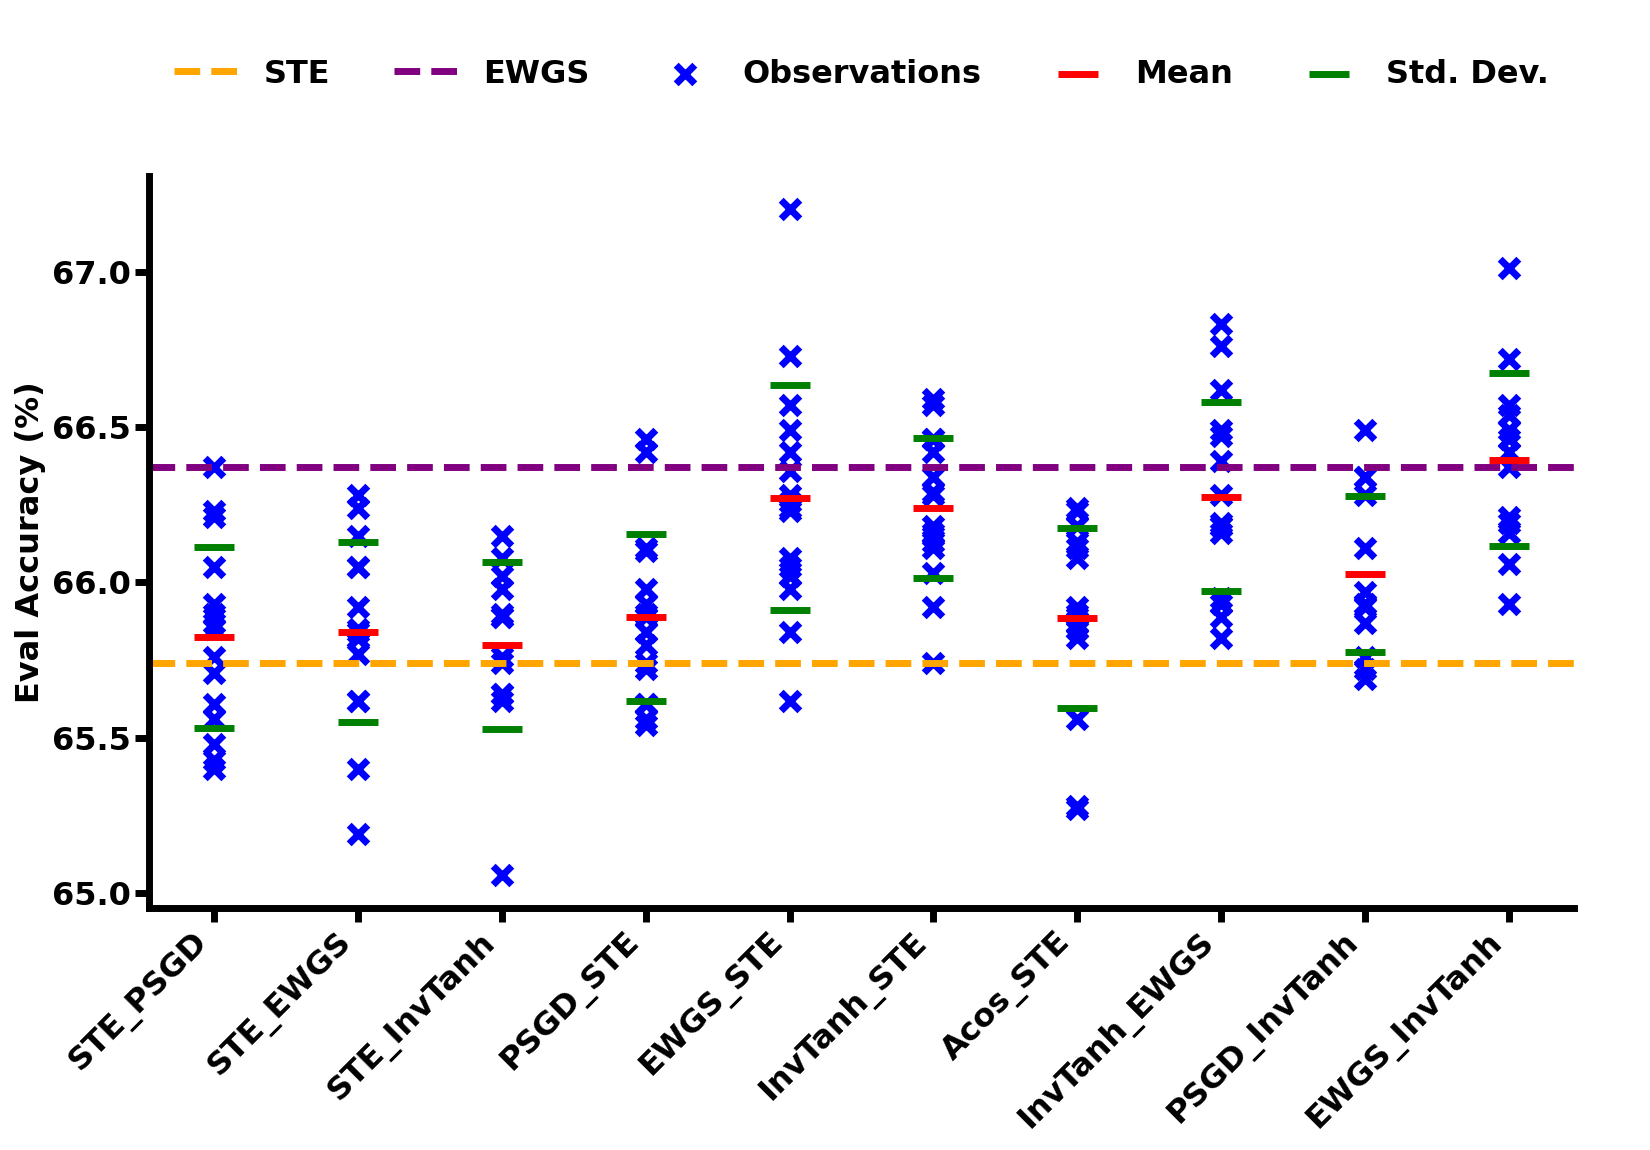 STE EWGS Observations Mean Std. Dev.
Eval Accuracy (%)
67.0
66.5
66.0
65.5
65.0
STE_PSGD
STE_EWGS
STE_InvTanh
PSGD_STE
EWGS_STE
InvTanh_STE
Acos_STE
InvTanh_EWGS
PSGD_InvTanh
EWGS_InvTanh